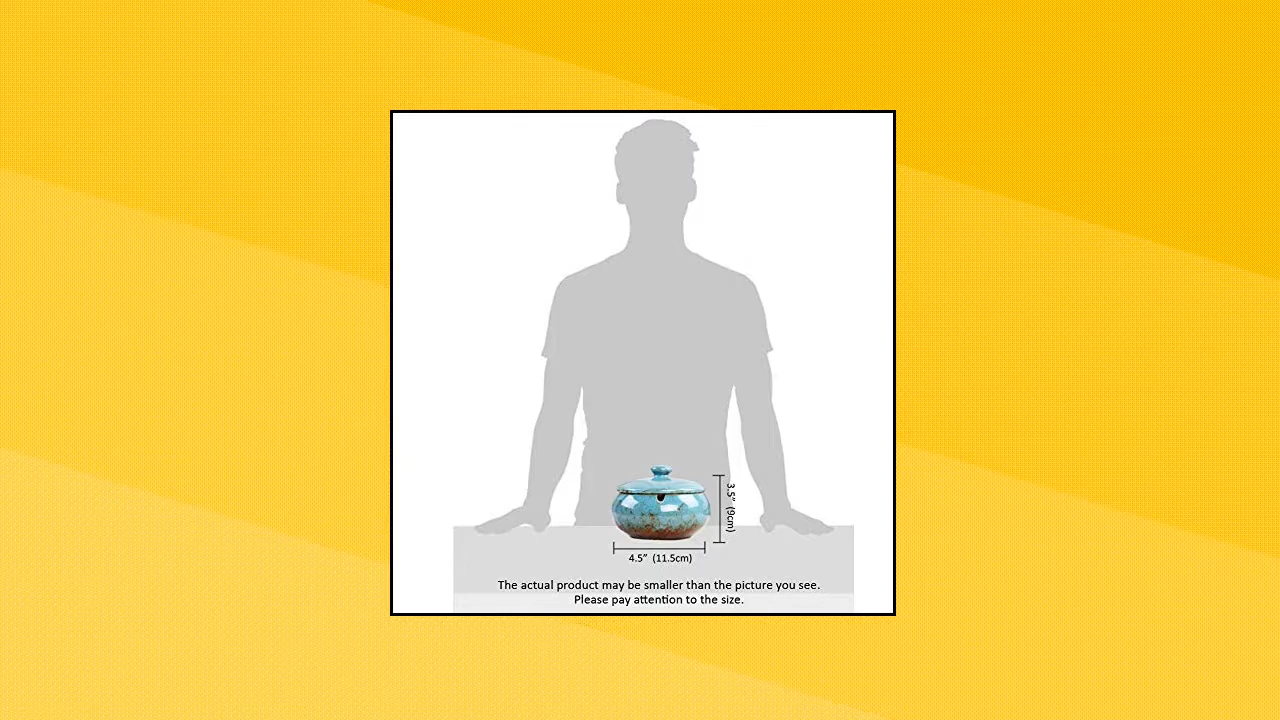 3.5” (9cm)
4.5” (11.5cm)
The actual product may be smaller than the picture you see.
Please pay attention to the size.